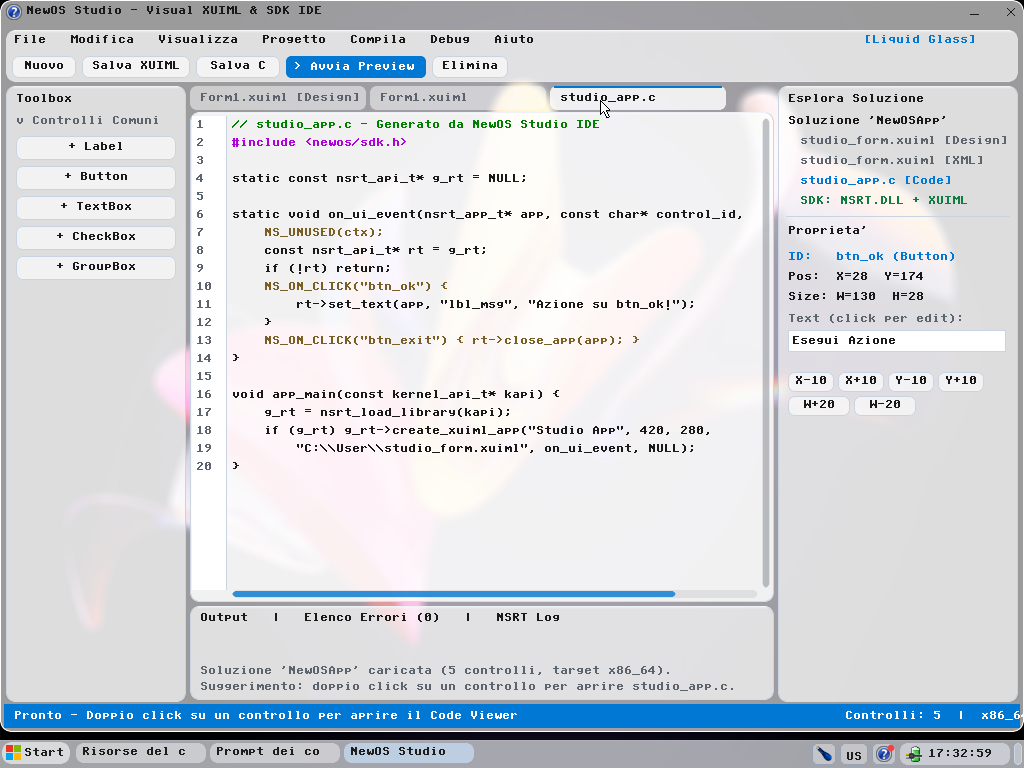 NewOS Studio - Visual XUIML & SDK IDE
File Modifica Visualizza Progetto Compila Debug Aiuto [Liquid Glass]
Nuovo Salva XUIML Salva C > Avvia Preview Elimina
Toolbox
v Controlli Comuni
+ Label
+ Button
+ TextBox
+ CheckBox
+ GroupBox
Form1.xuiml [Design] Form1.xuiml studio_app.c
1 // studio_app.c - Generato da NewOS Studio IDE
2 #include <newos/sdk.h>
3
4 static const nsrt_api_t* g_rt = NULL;
5
6 static void on_ui_event(nsrt_app_t* app, const char* control_id,
7 NS_UNUSED(ctx);
8 const nsrt_api_t* rt = g_rt;
9 if (!rt) return;
10 NS_ON_CLICK("btn_ok") {
11 rt->set_text(app, "lbl_msg", "Azione su btn_ok!");
12 }
13 NS_ON_CLICK("btn_exit") { rt->close_app(app); }
14 }
15
16 void app_main(const kernel_api_t* kapi) {
17 g_rt = nsrt_load_library(kapi);
18 if (g_rt) g_rt->create_xuiml_app("Studio App", 420, 280,
19 "C:\\User\\studio_form.xuiml", on_ui_event, NULL);
20 }
Output | Elenco Errori (0) | NSRT Log
Soluzione 'NewOSApp' caricata (5 controlli, target x86_64).
Suggerimento: doppio click su un controllo per aprire studio_app.c.
Esplora Soluzione
Soluzione 'NewOSApp'
studio_form.xuiml [Design]
studio_form.xuiml [XML]
studio_app.c [Code]
SDK: NSRT.DLL + XUIML
Proprieta'
ID: btn_ok (Button)
Pos: X=28 Y=174
Size: W=130 H=28
Text (click per edit):
Esegui Azione
X-10 X+10 Y-10 Y+10
W+20 W-20
Pronto - Doppio click su un controllo per aprire il Code Viewer Controlli: 5 | x86_6
Start Risorse del c Prompt dei co NewOS Studio US 17:32:59